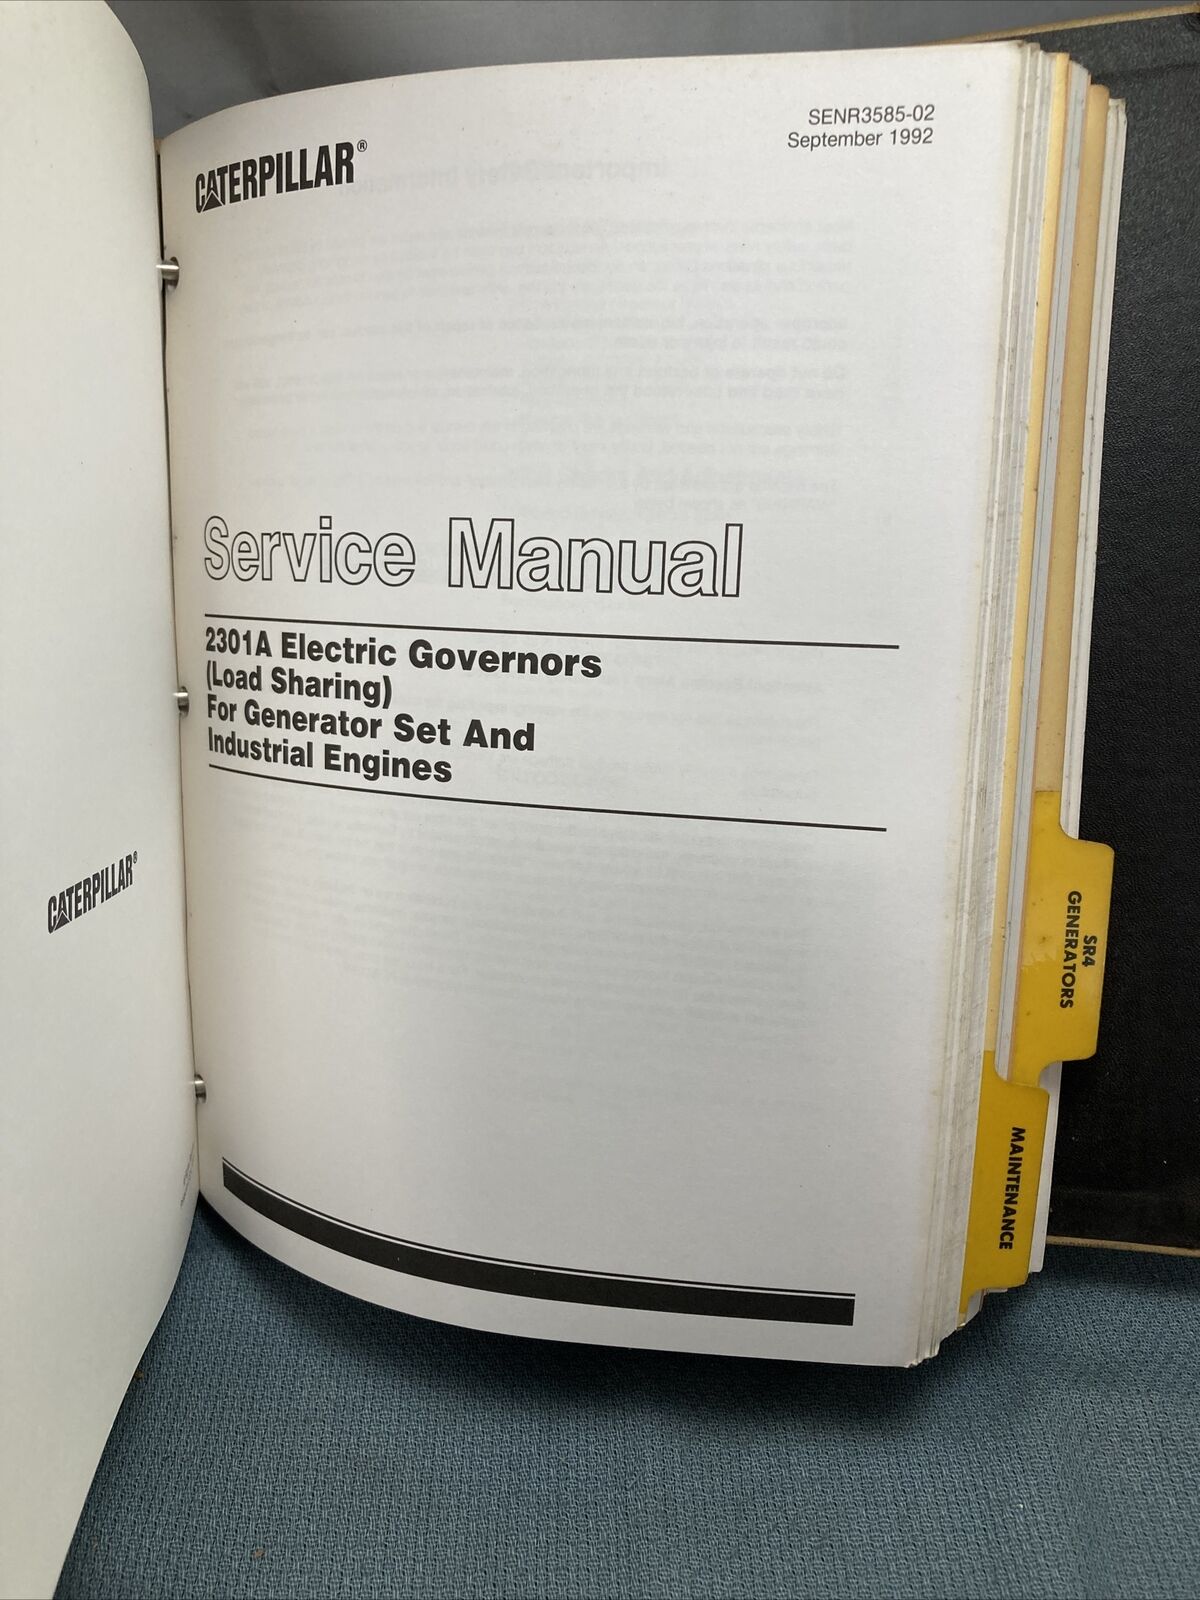 SENR3585-02
September 1992
CATERPILLAR®
Service Manual
2301A Electric Governors
(Load Sharing)
For Generator Set And
Industrial Engines
CATERPILLAR®
SR4
GENERATORS
MAINTENANCE